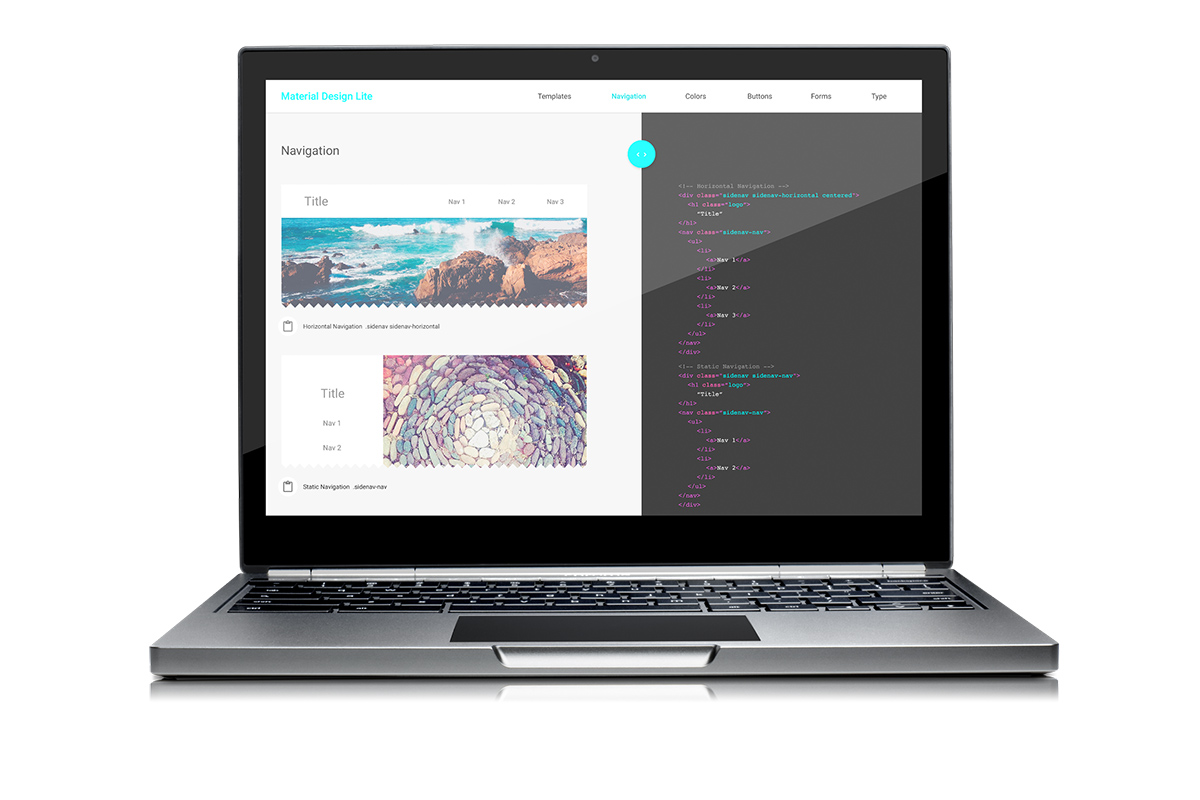 Material Design Lite
Templates Navigation Colors Buttons Forms Type
Navigation
Title Nav 1 Nav 2 Nav 3
Horizontal Navigation .sidenav sidenav-horizontal
Title
Nav 1
Nav 2
Static Navigation .sidenav-nav
< >
<!-- Horizontal Navigation -->
<div class="sidenav sidenav-horizontal centered">
<h1 class="logo">
"Title"
</h1>
<nav class="sidenav-nav">
<ul>
<li>
<a>Nav 1</a>
</li>
<li>
<a>Nav 2</a>
</li>
<li>
<a>Nav 3</a>
</li>
</ul>
</nav>
</div>
<!-- Static Navigation -->
<div class="sidenav sidenav-nav">
<h1 class="logo">
"Title"
</h1>
<nav class="sidenav-nav">
<ul>
<li>
<a>Nav 1</a>
</li>
<li>
<a>Nav 2</a>
</li>
</ul>
</nav>
</div>